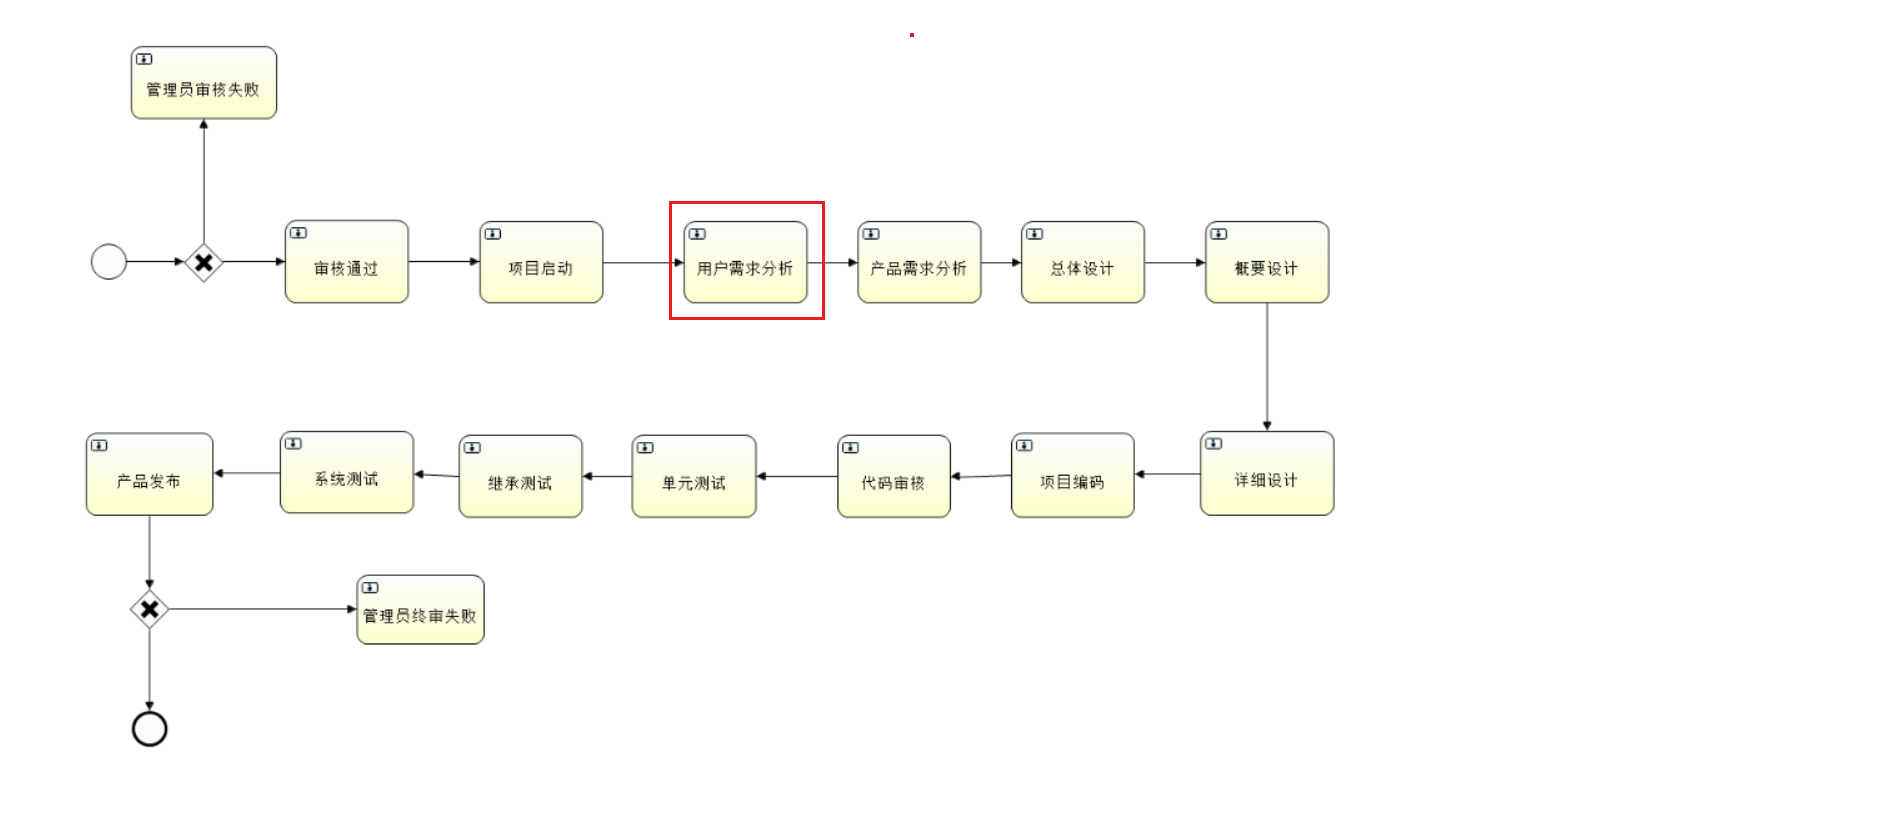 管理员审核失败
审核通过
项目启动
用户需求分析
产品需求分析
总体设计
概要设计
详细设计
项目编码
代码审核
单元测试
继承测试
系统测试
产品发布
管理员终审失败